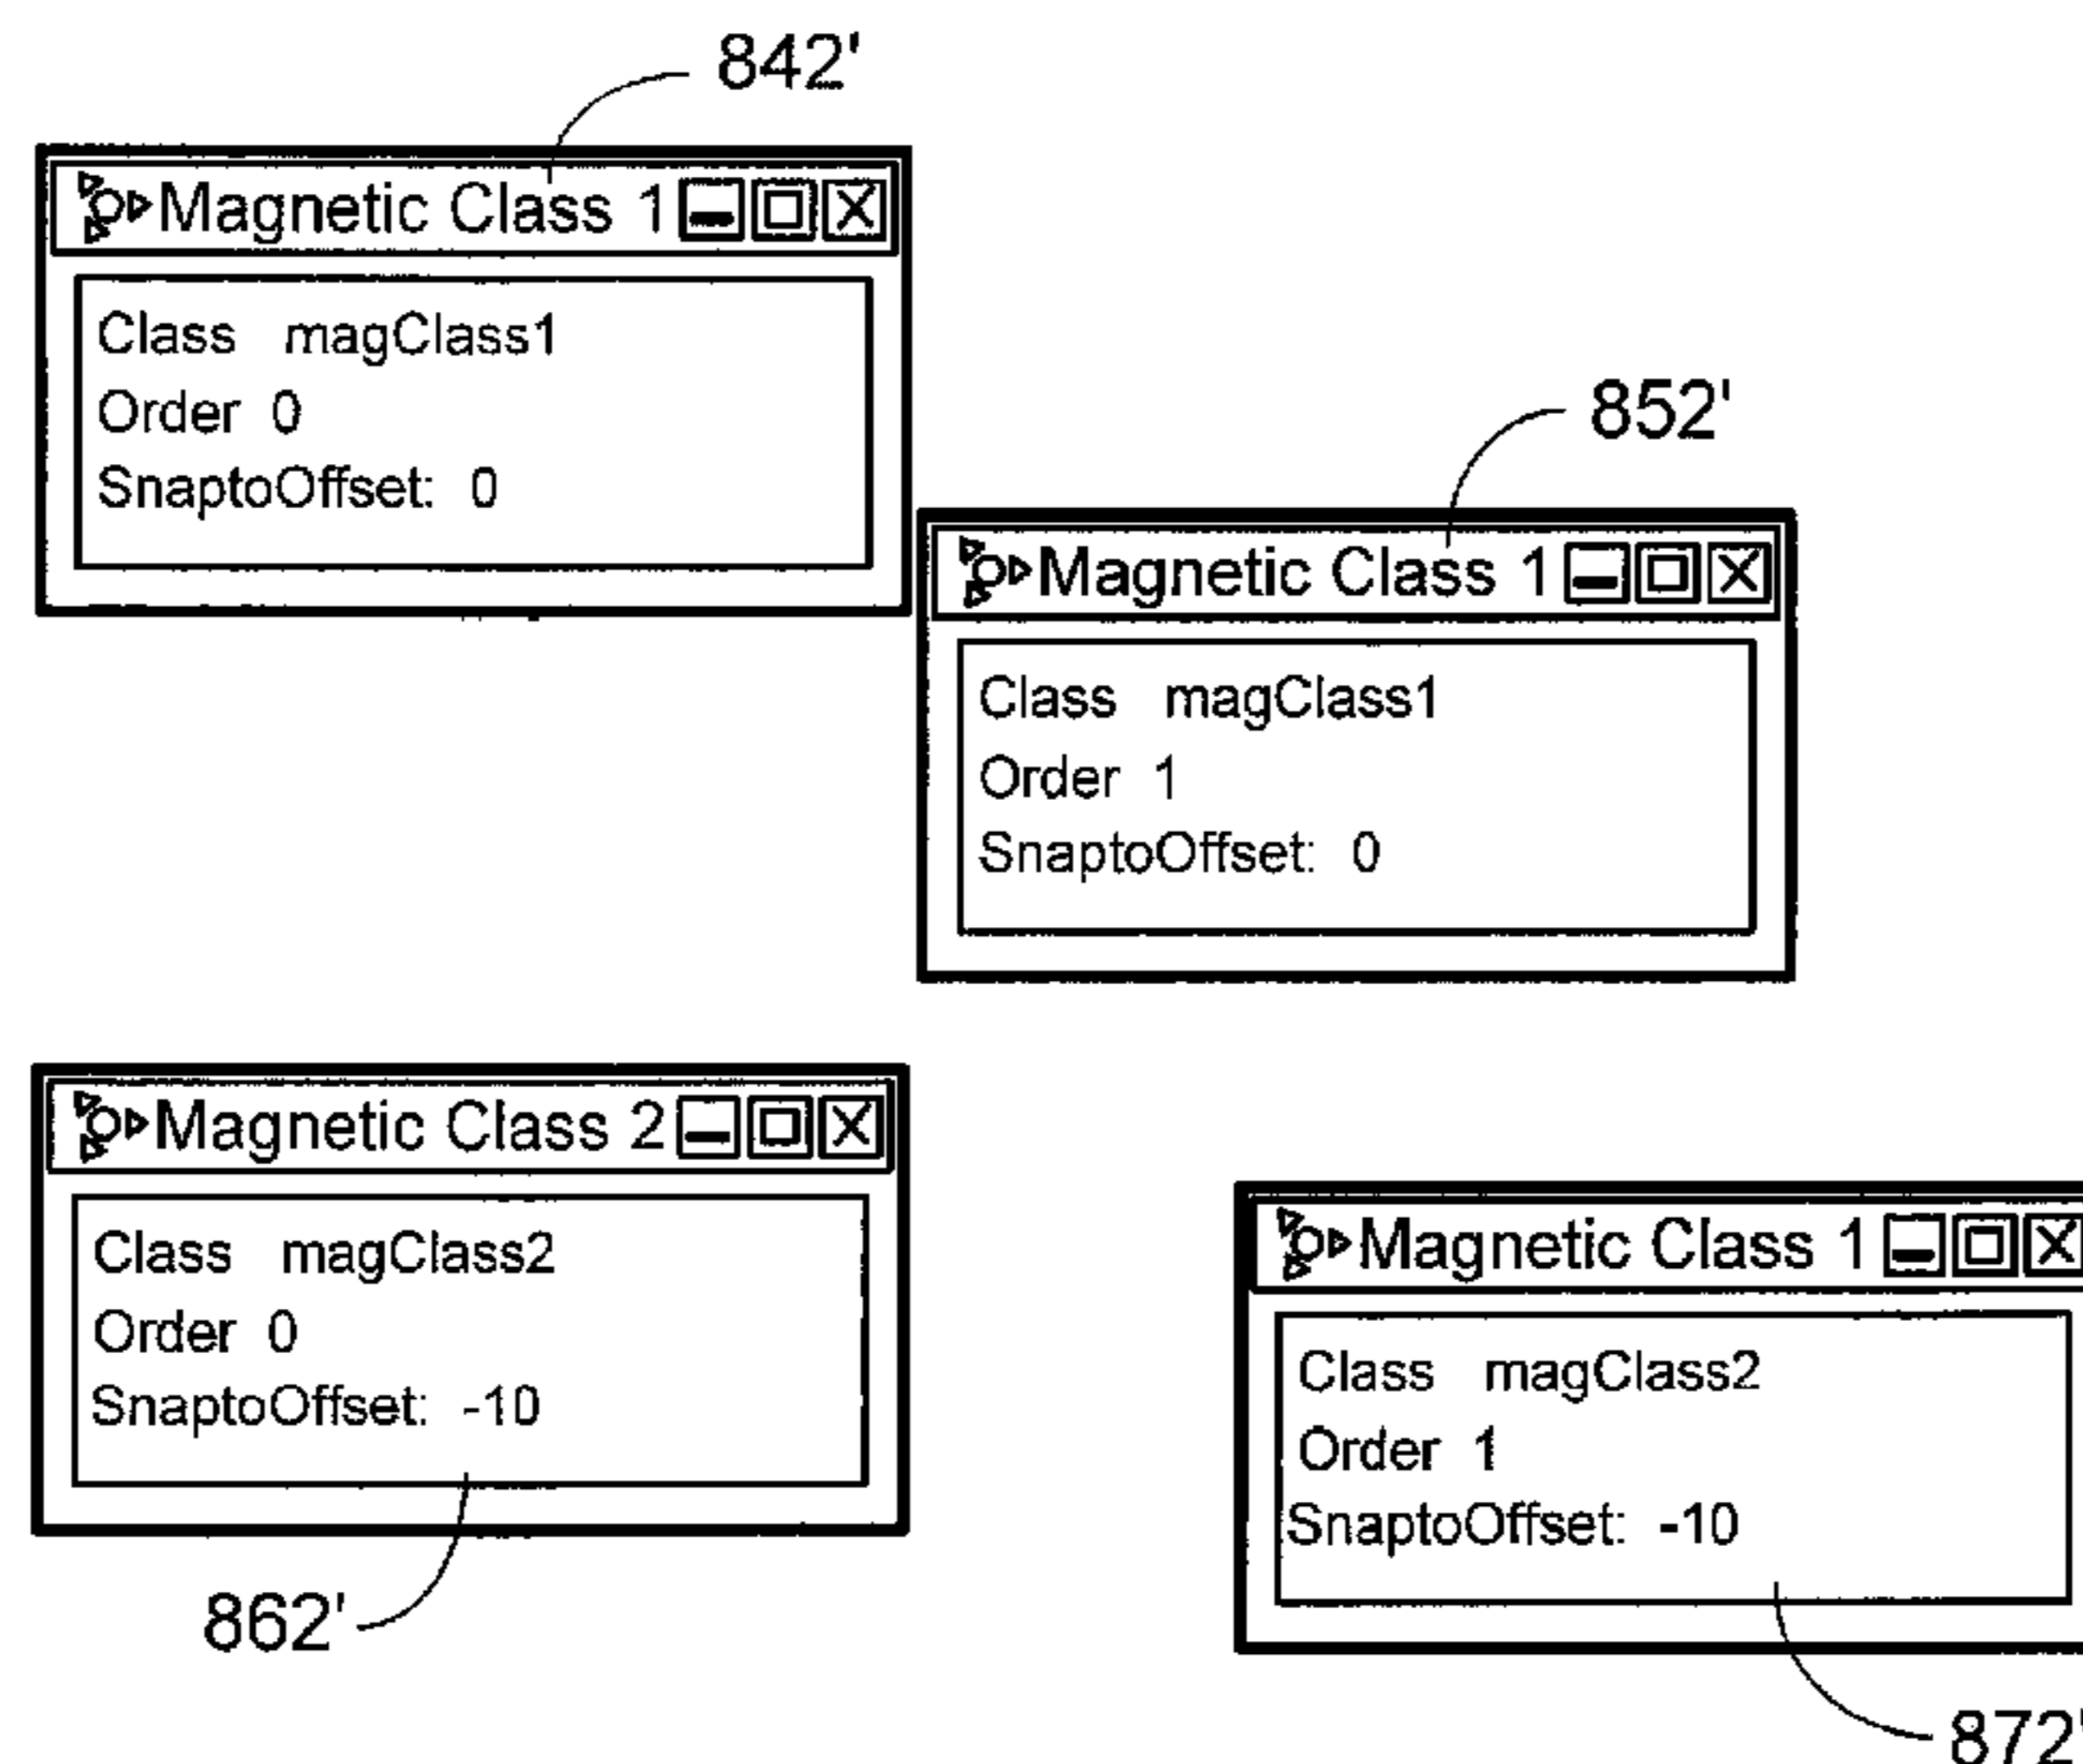 842'
Magnetic Class 1
Class magClass1
Order 0
SnaptoOffset: 0
852'
Magnetic Class 1
Class magClass1
Order 1
SnaptoOffset: 0
Magnetic Class 2
Class magClass2
Order 0
SnaptoOffset: -10
862'
Magnetic Class 1
Class magClass2
Order 1
SnaptoOffset: -10
872'